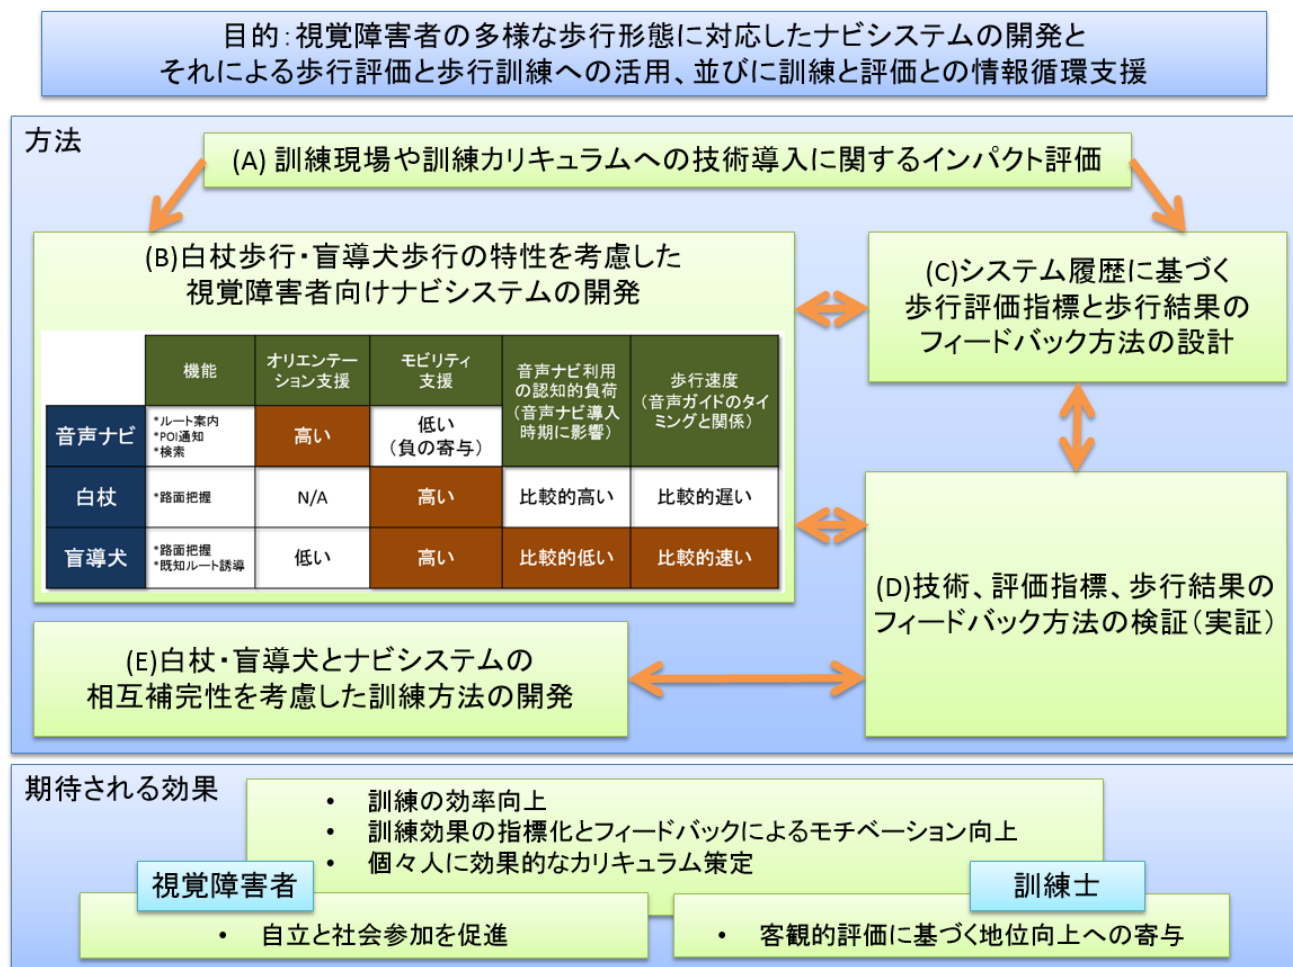 目的：視覚障害者の多様な歩行形態に対応したナビシステムの開発と
それによる歩行評価と歩行訓練への活用、並びに訓練と評価との情報循環支援
方法
(A) 訓練現場や訓練カリキュラムへの技術導入に関するインパクト評価
(B)白杖歩行・盲導犬歩行の特性を考慮した
視覚障害者向けナビシステムの開発
機能
オリエンテー
ション支援
モビリティ
支援
音声ナビ利用
の認知的負荷
（音声ナビ導入
時期に影響）
歩行速度
（音声ガイドのタイ
ミングと関係）
音声ナビ
*ルート案内
*POI通知
*検索
高い
低い
（負の寄与）
白杖
*路面把握
N/A
高い
比較的高い
比較的遅い
盲導犬
*路面把握
*既知ルート誘導
低い
高い
比較的低い
比較的速い
(C)システム履歴に基づく
歩行評価指標と歩行結果の
フィードバック方法の設計
(D)技術、評価指標、歩行結果の
フィードバック方法の検証（実証）
(E)白杖・盲導犬とナビシステムの
相互補完性を考慮した訓練方法の開発
期待される効果
• 訓練の効率向上
• 訓練効果の指標化とフィードバックによるモチベーション向上
• 個々人に効果的なカリキュラム策定
視覚障害者
• 自立と社会参加を促進
訓練士
• 客観的評価に基づく地位向上への寄与